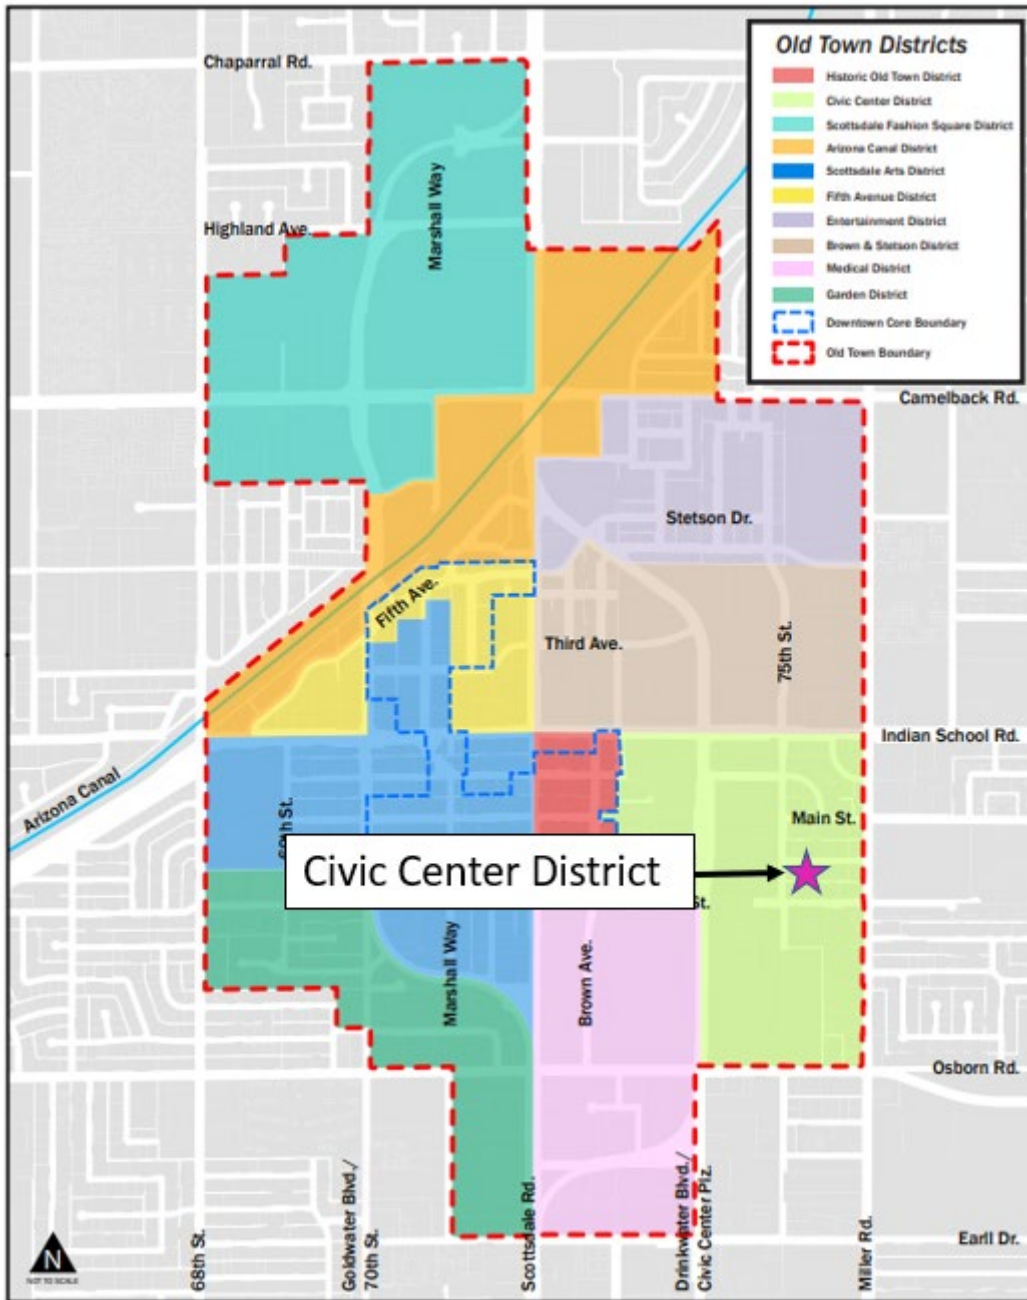 Old Town Districts
Historic Old Town District
Civic Center District
Scottsdale Fashion Square District
Arizona Canal District
Scottsdale Arts District
Fifth Avenue District
Entertainment District
Brown & Stetson District
Medical District
Garden District
Downtown Core Boundary
Old Town Boundary
Chaparral Rd.
Marshall Way
Highland Ave.
Camelback Rd.
Stetson Dr.
Fifth Ave.
Third Ave.
75th St.
Indian School Rd.
Arizona Canal
Main St.
Civic Center District
St.
Marshall Way
Brown Ave.
Osborn Rd.
68th St.
Goldwater Blvd./
70th St.
Scottsdale Rd.
Drinkwater Blvd./
Civic Center Plz.
Miller Rd.
Earll Dr.
N
NOT TO SCALE